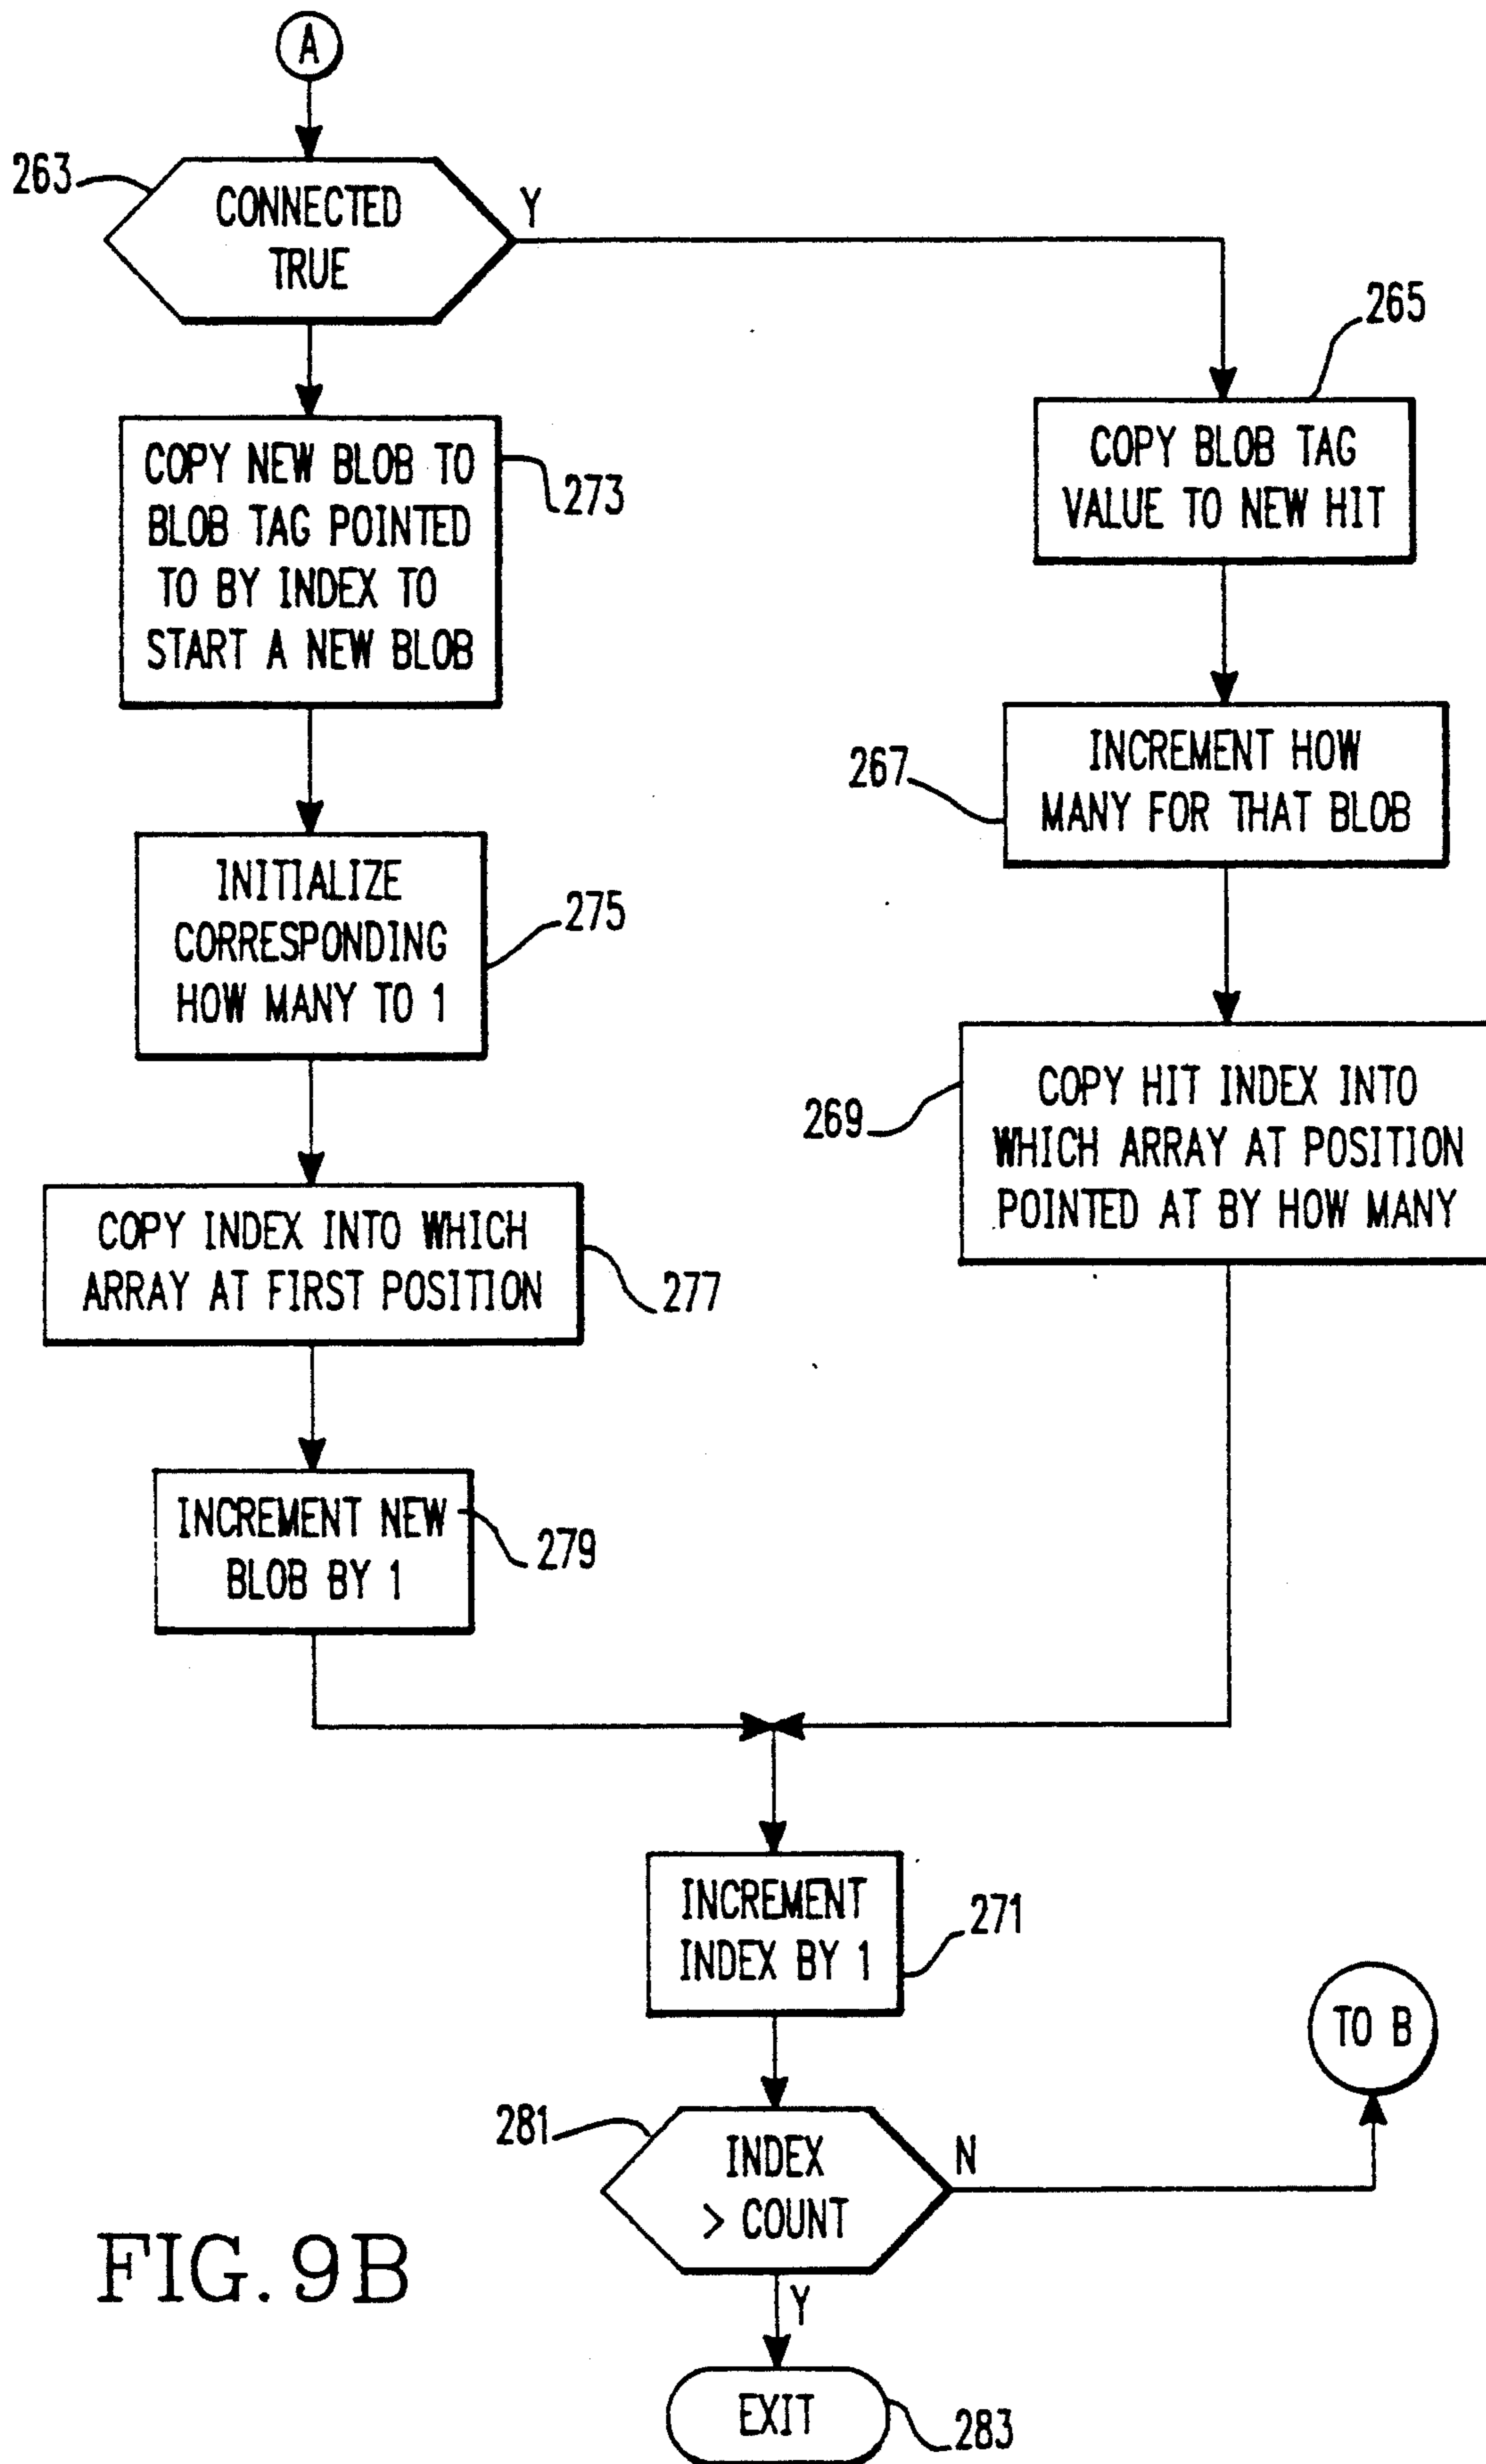 A
263
CONNECTED
TRUE
Y
265
COPY BLOB TAG
VALUE TO NEW HIT
COPY NEW BLOB TO
BLOB TAG POINTED
TO BY INDEX TO
START A NEW BLOB
273
267
INCREMENT HOW
MANY FOR THAT BLOB
INITIALIZE
CORRESPONDING
HOW MANY TO 1
275
269
COPY HIT INDEX INTO
WHICH ARRAY AT POSITION
POINTED AT BY HOW MANY
COPY INDEX INTO WHICH
ARRAY AT FIRST POSITION
277
INCREMENT NEW
BLOB BY 1
279
INCREMENT
INDEX BY 1
271
TO B
281
INDEX
> COUNT
N
Y
FIG. 9B
EXIT
283